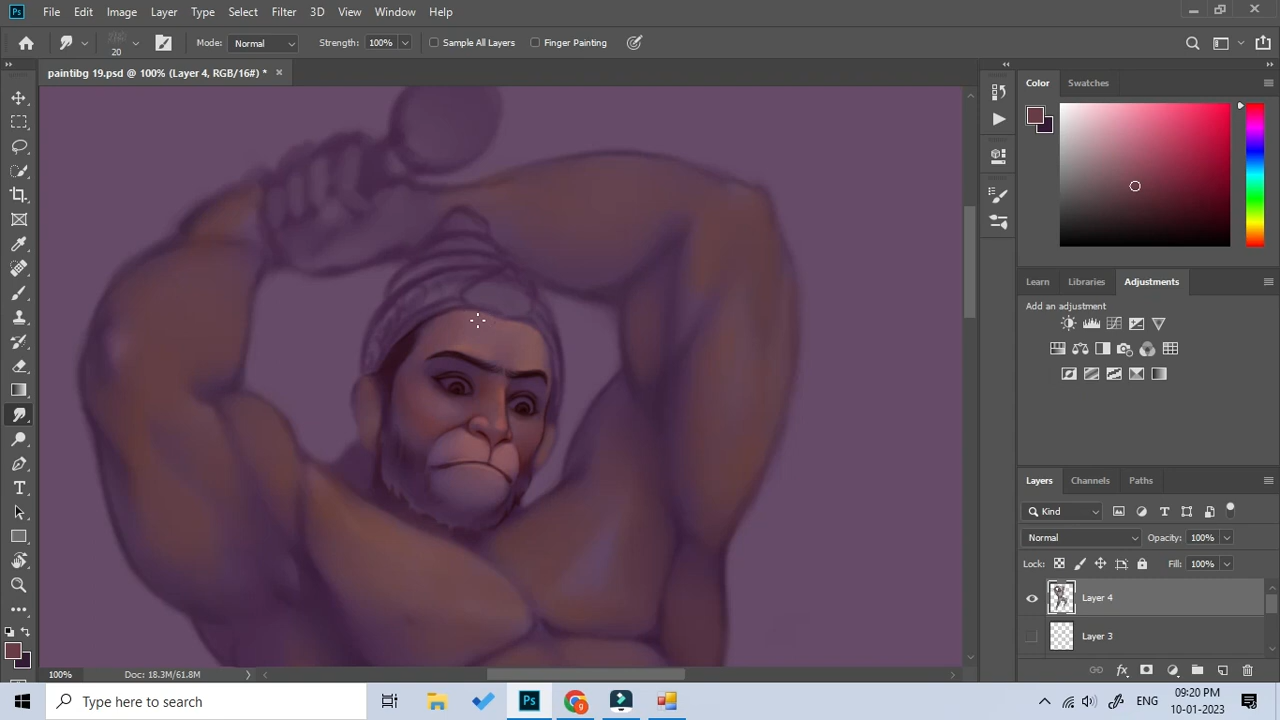 Ps File Edit Image Layer Type Select Filter 3D View Window Help
20 Mode: Normal Strength: 100% Sample All Layers Finger Painting
paintibg 19.psd @ 100% (Layer 4, RGB/16#) * ×
Color Swatches
Learn Libraries Adjustments
Add an adjustment
Layers Channels Paths
Kind
Normal Opacity: 100%
Lock: Fill: 100%
Layer 4
Layer 3
100% Doc: 18.3M/61.8M
Type here to search
Ps
ENG
09:20 PM
10-01-2023